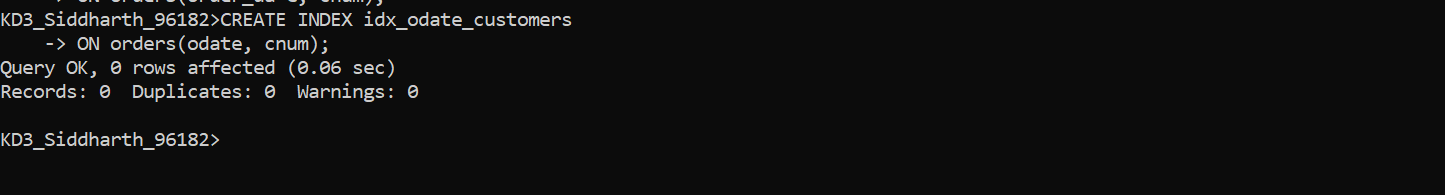 KD3_Siddharth_96182>CREATE INDEX idx_odate_customers
    -> ON orders(odate, cnum);
Query OK, 0 rows affected (0.06 sec)
Records: 0  Duplicates: 0  Warnings: 0
KD3_Siddharth_96182>